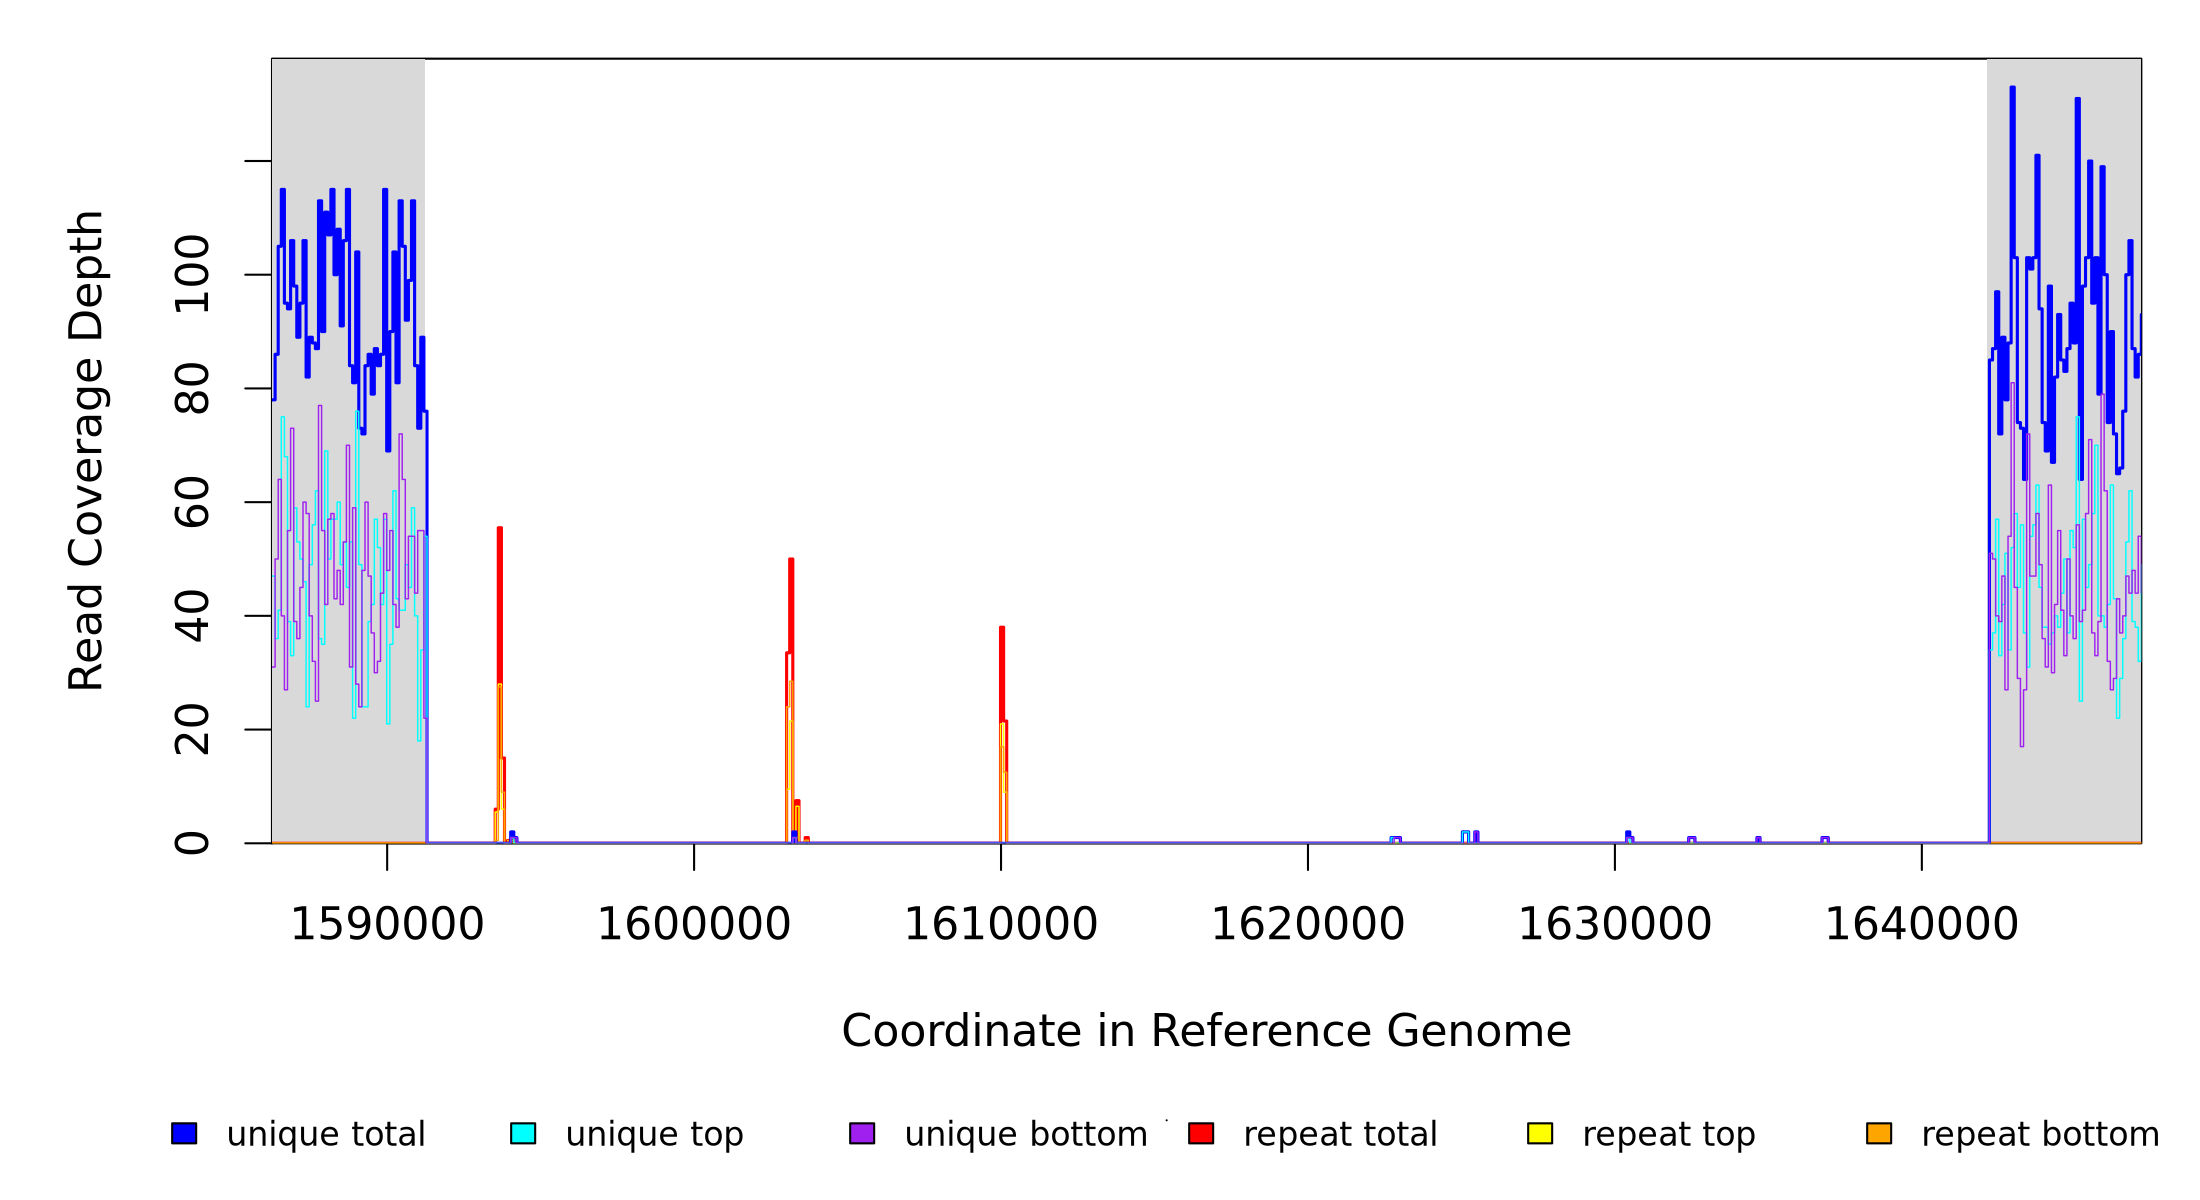 Read Coverage Depth
100
80
60
40
20
0
1590000 1600000 1610000 1620000 1630000 1640000
Coordinate in Reference Genome
unique total unique top unique bottom repeat total repeat top repeat bottom